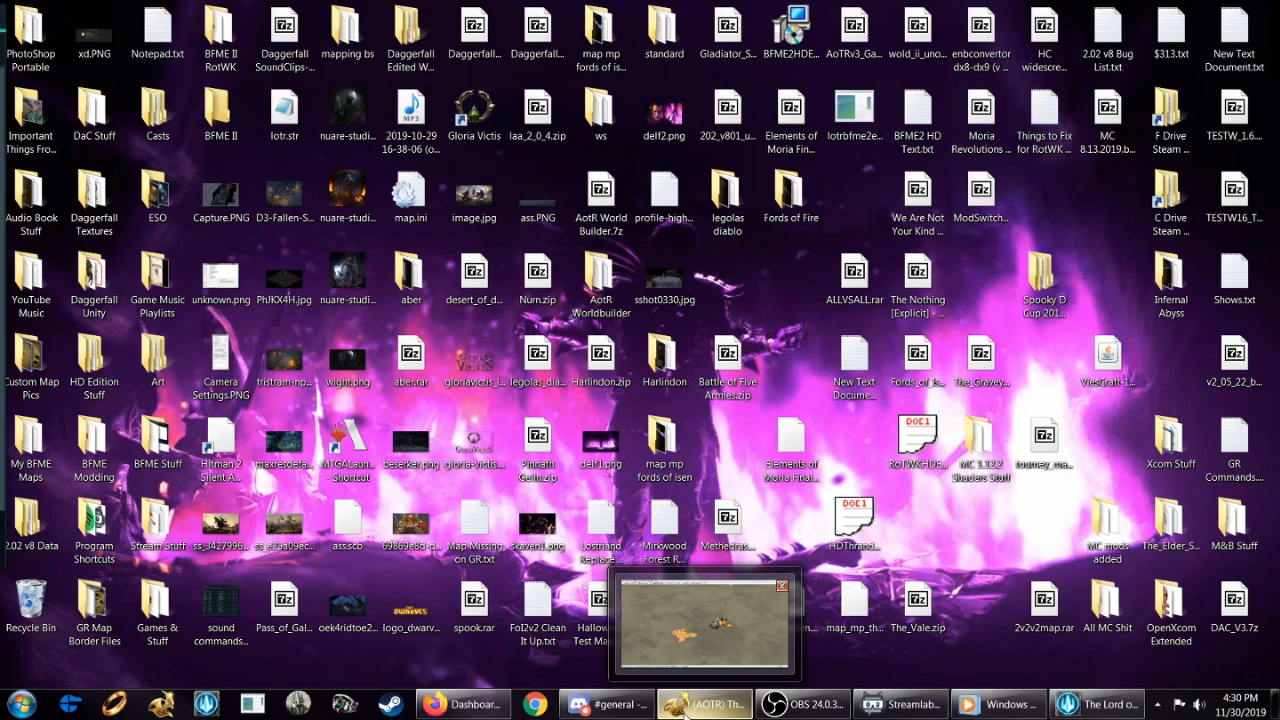 PhotoShop Portable
xd.PNG
Notepad.txt
BFME II RotWK
Daggerfall SoundClips-...
mapping bs
Daggerfall Edited W...
Daggerfall...
Daggerfall...
map mp fords of is...
standard
Gladiator_S...
BFME2HDE...
AoTRv3_Ga...
wold_ii_uno...
enbconvertor dx8-dx9 (v ...
HC widescre...
2.02 v8 Bug List.txt
$313.txt
New Text Document.txt
Important Things Fro...
DaC Stuff
Casts
BFME II
lotr.str
nuare-studi...
2019-10-29 16-38-06 (o...
Gloria Victis
laa_2_0_4.zip
ws
delf2.png
202_v801_u...
Elements of Moria Fin...
lotrbfme2e...
BFME2 HD Text.txt
Moria Revolutions ...
Things to Fix for RotWK ...
MC 8.13.2019.b...
F Drive Steam ...
TESTW_1.6...
Audio Book Stuff
Daggerfall Textures
ESO
Capture.PNG
D3-Fallen-S...
nuare-studi...
map.ini
image.jpg
ass.PNG
AotR World Builder.7z
profile-high...
legolas diablo
Fords of Fire
We Are Not Your Kind ...
ModSwitch...
C Drive Steam ...
TESTW16_T...
YouTube Music
Daggerfall Unity
Game Music Playlists
unknown.png
PhJKX4H.jpg
nuare-studi...
aber
desert_of_d...
Nurn.zip
AotR Worldbuilder
sshot0330.jpg
ALLVSALL.rar
The Nothing [Explicit] - ...
Spooky D Cup 201...
Infernal Abyss
Shows.txt
Custom Map Pics
HD Edition Stuff
Art
Camera Settings.PNG
tristram-np...
wight.png
aber.rar
gloriavictis_l...
legolas_dia...
Harlindon.zip
Harlindon
Battle of Five Armies.zip
New Text Docume...
Fords_of_Is...
The_Gravey...
ViesCraft-1...
v2_05_22_b...
My BFME Maps
BFME Modding
BFME Stuff
Hitman 2 Silent A...
maxresdefa...
MTGALaun... - Shortcut
beserker.png
gloria-victis...
Pinnath Gerin.zip
delf1.png
map mp fords of isen
Elements of Moria Final...
ROTWKHDE...
MC 1.12.2 Shaders Stuff
tourney_ma...
Xcom Stuff
GR Commands....
2.02 v8 Data
Program Shortcuts
Stream Stuff
ss_3427996...
ss_e25a09ec...
ass.scb
69869e8d-d...
Map Missing on GR.txt
skaven1.png
Lostriand Replace ...
Mirkwood Forest R...
Methedras...
HDThrand...
MC mods added
The_Elder_S...
M&B Stuff
Recycle Bin
GR Map Border Files
Games & Stuff
sound commands...
Pass_of_Gal...
oek4ridtoe2...
logo_dwarv...
spook.rar
FoI2v2 Clean It Up.txt
Hallow... Test Ma...
map_mp_th...
The_Vale.zip
2v2v2map.rar
All MC Shit
OpenXcom Extended
DAC_V3.7z
Dashboar...
#general -...
(AOTR) Th...
OBS 24.0.3...
Streamlab...
Windows ...
The Lord o...
4:30 PM
11/30/2019